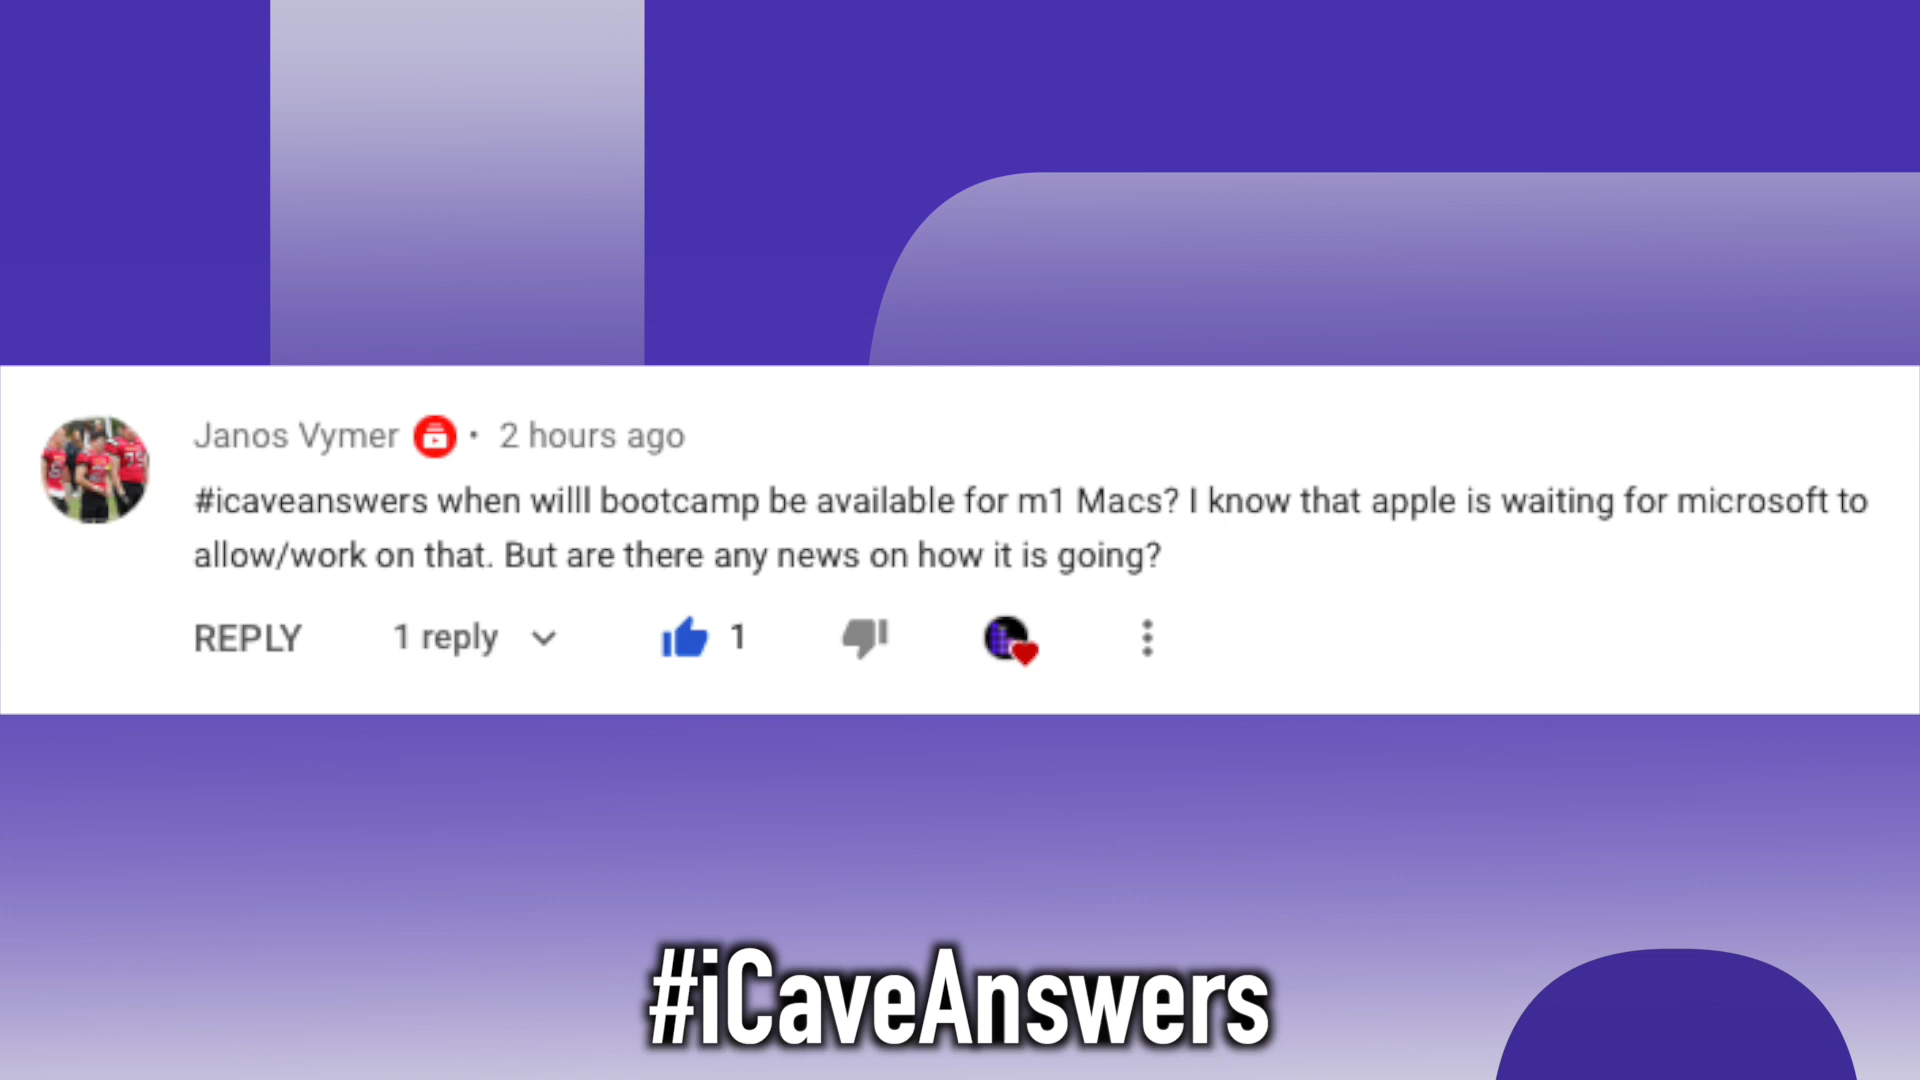 Janos Vymer • 2 hours ago
#icaveanswers when willl bootcamp be available for m1 Macs? I know that apple is waiting for microsoft to
allow/work on that. But are there any news on how it is going?
REPLY 1 reply 1
#iCaveAnswers